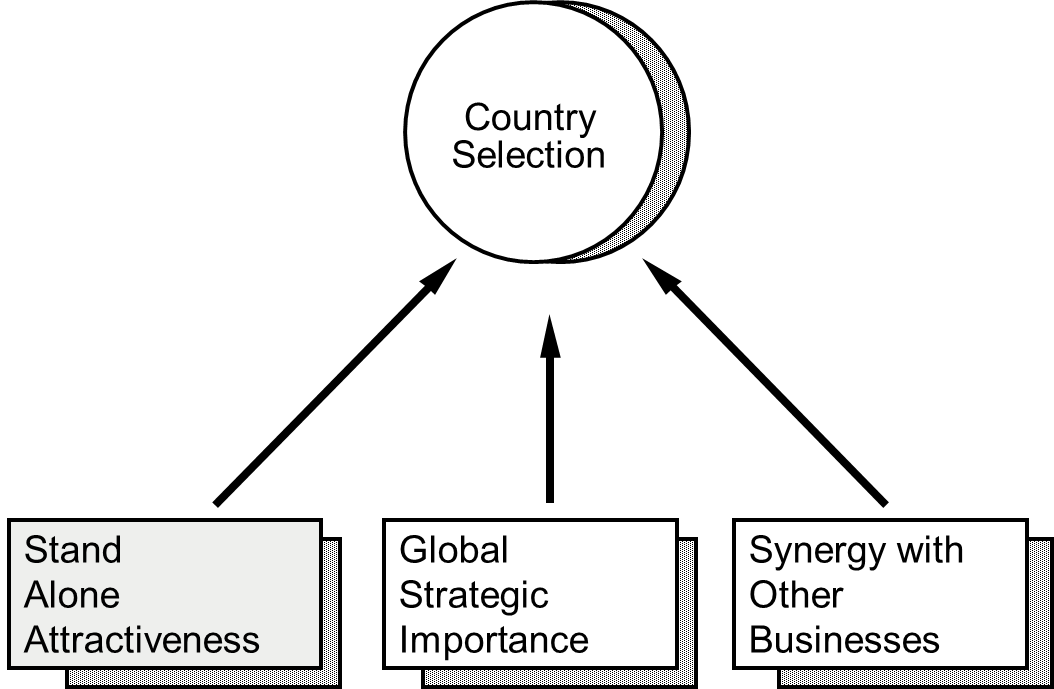 Country
Selection
Stand
Alone
Attractiveness
Global
Strategic
Importance
Synergy with
Other
Businesses